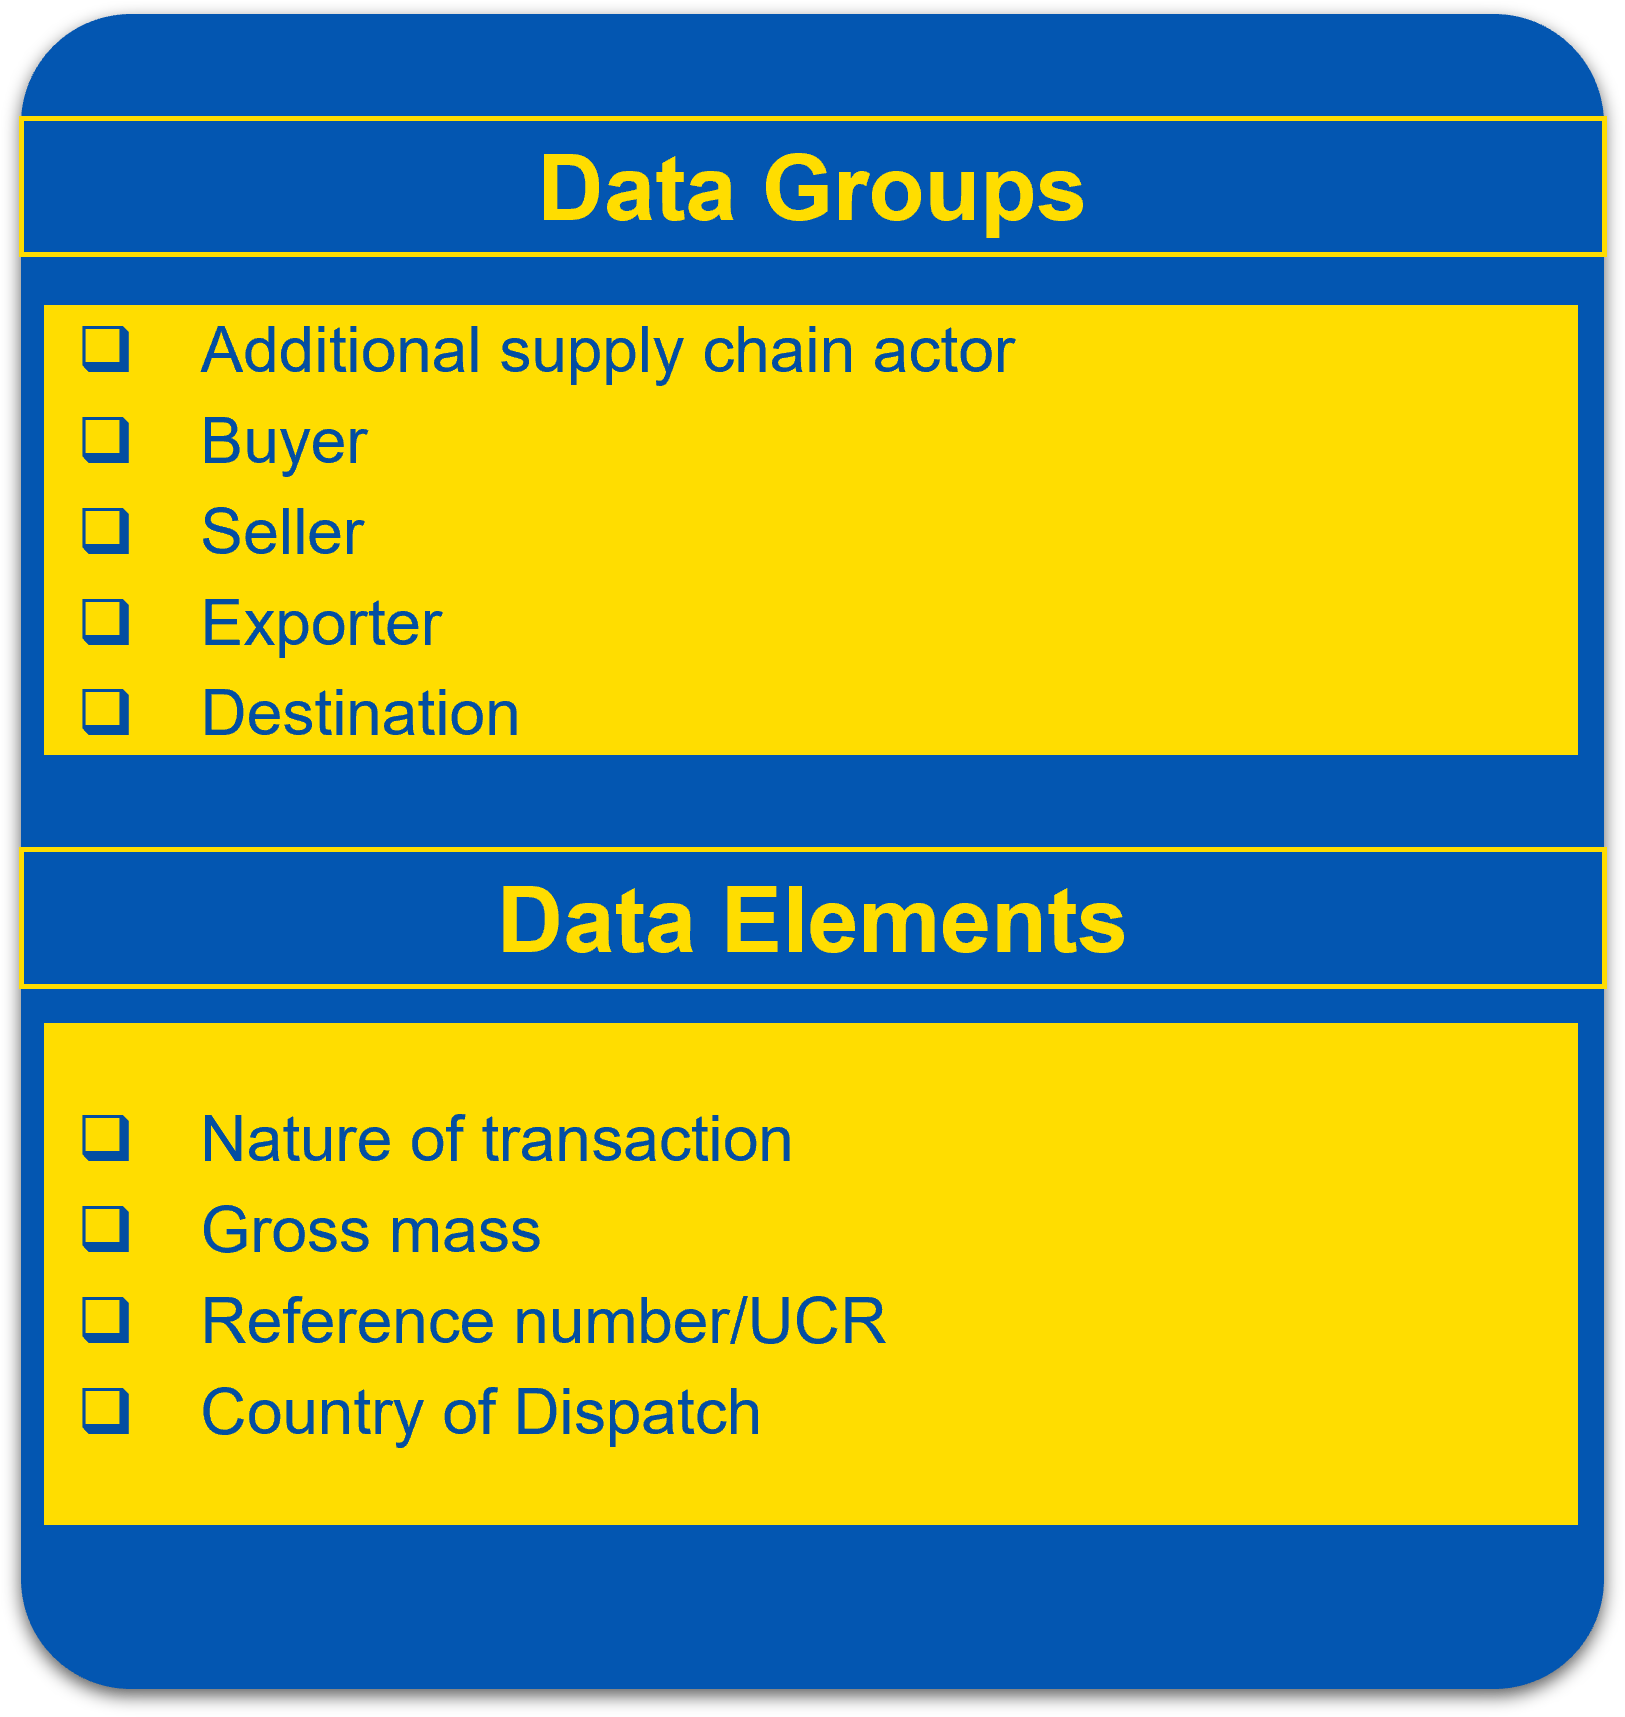 Data Groups
❑ Additional supply chain actor
❑ Buyer
❑ Seller
❑ Exporter
❑ Destination
Data Elements
❑ Nature of transaction
❑ Gross mass
❑ Reference number/UCR
❑ Country of Dispatch